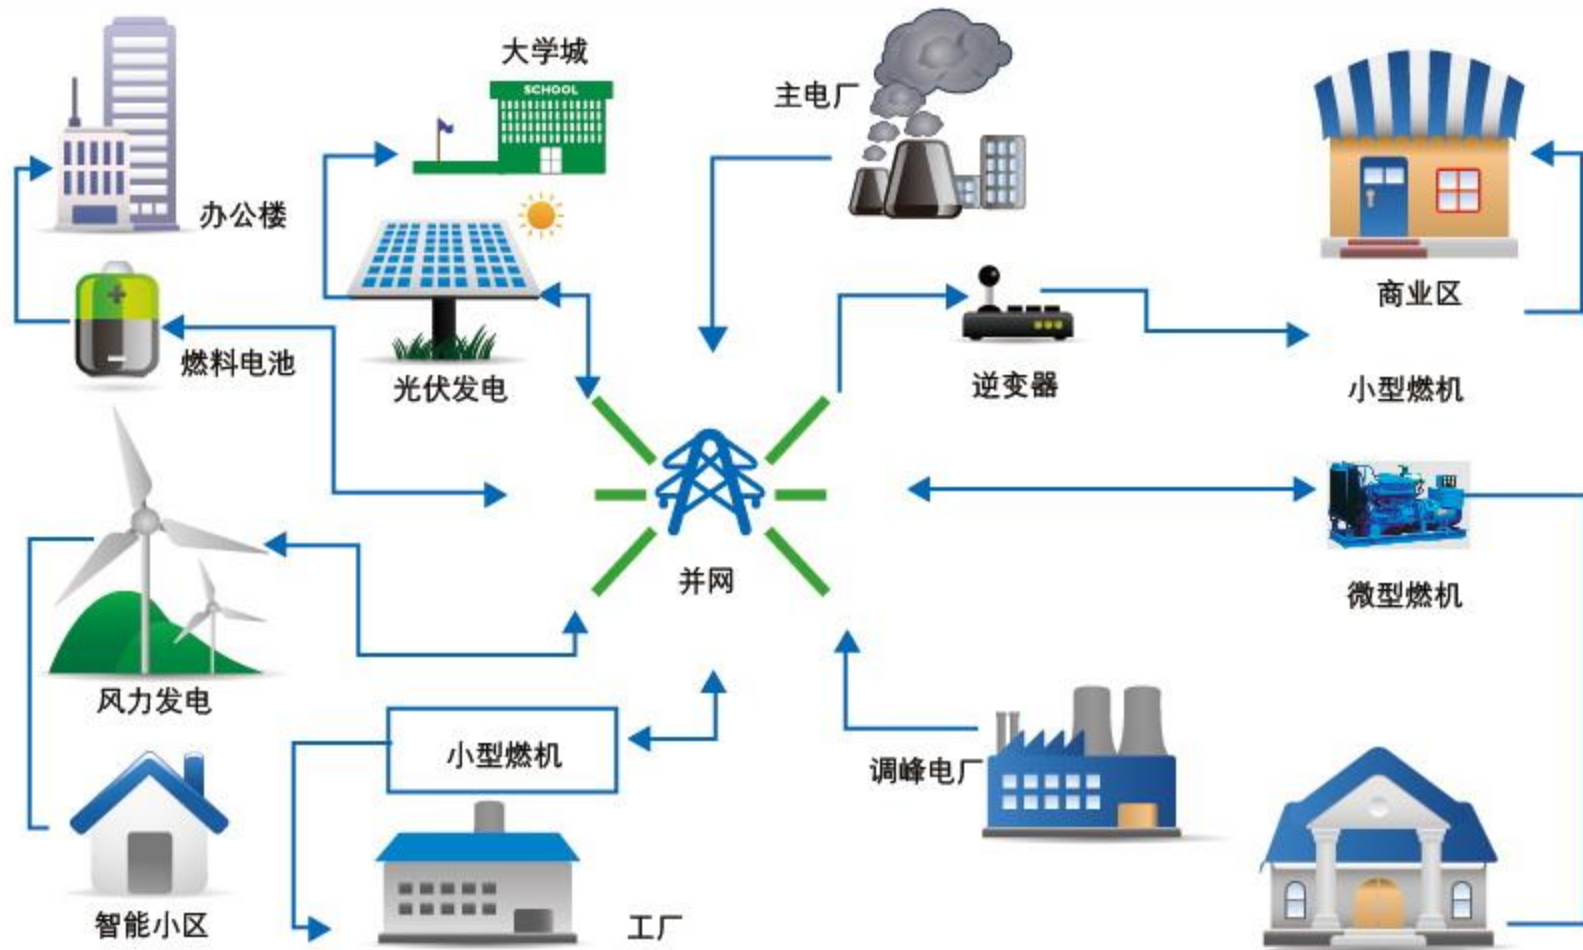 大学城
SCHOOL
主电厂
办公楼
商业区
燃料电池
光伏发电
逆变器
小型燃机
并网
微型燃机
风力发电
小型燃机
调峰电厂
智能小区
工厂